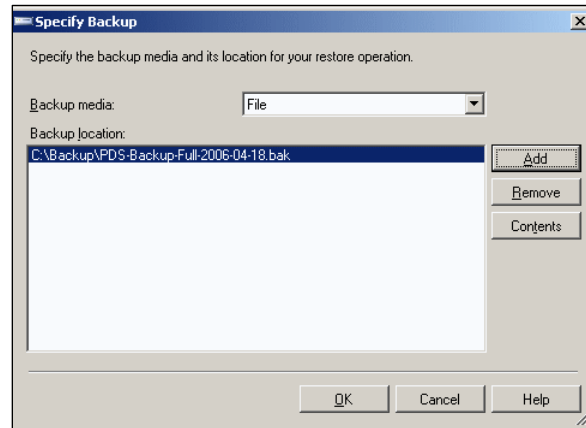 Specify Backup
Specify the backup media and its location for your restore operation.
Backup media:
File
Backup location:
C:\Backup\PDS-Backup-Full-2006-04-18.bak
Add
Remove
Contents
OK
Cancel
Help